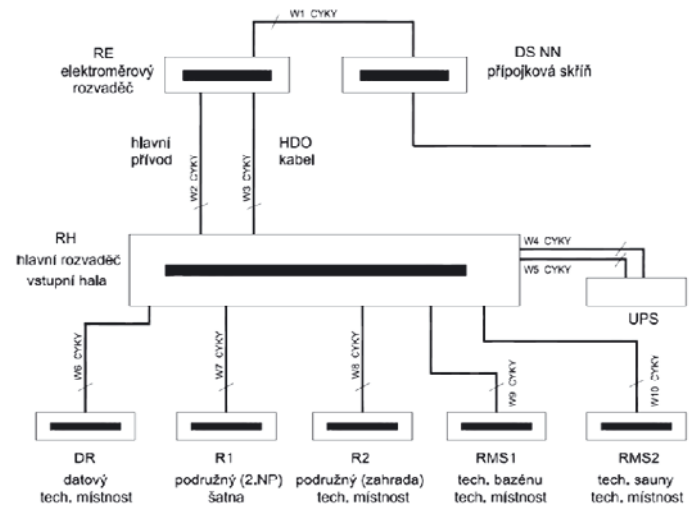 W1 CYKY
RE
elektroměrový
rozvaděč
DS NN
přípojková skříň
hlavní
přívod
HDO
kabel
W2 CYKY
W3 CYKY
RH
hlavní rozvaděč
vstupní hala
W4 CYKY
W5 CYKY
UPS
W6 CYKY
W7 CYKY
W8 CYKY
W9 CYKY
W10 CYKY
DR
datový
tech. místnost
R1
podružný (2.NP)
šatna
R2
podružný (zahrada)
tech. místnost
RMS1
tech. bazénu
tech. místnost
RMS2
tech. sauny
tech. místnost